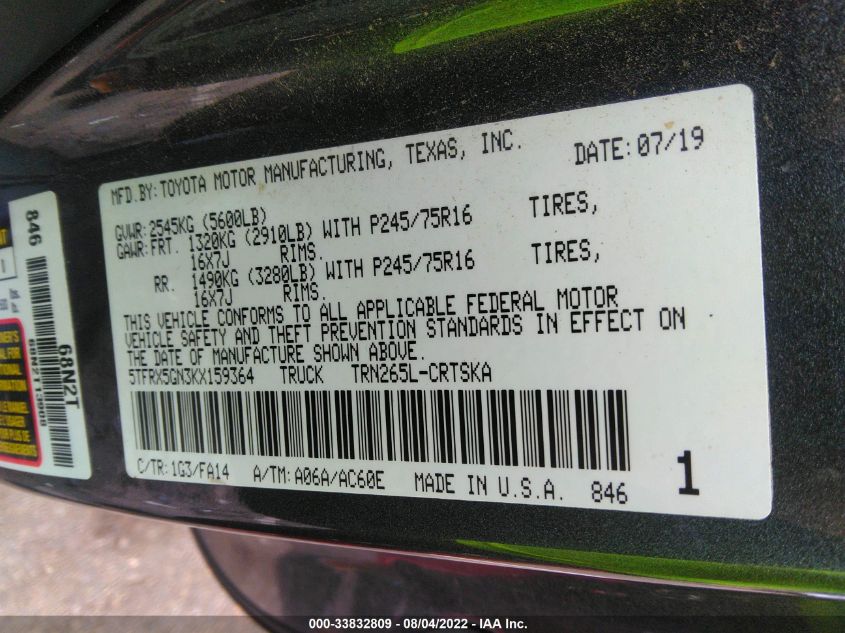 MFD.BY:TOYOTA MOTOR MANUFACTURING, TEXAS, INC. DATE:07/19
GVWR:2545KG (5600LB)
GAWR:FRT. 1320KG (2910LB) WITH P245/75R16 TIRES,
16X7J RIMS.
RR. 1490KG (3280LB) WITH P245/75R16 TIRES,
16X7J RIMS.
THIS VEHICLE CONFORMS TO ALL APPLICABLE FEDERAL MOTOR
VEHICLE SAFETY AND THEFT PREVENTION STANDARDS IN EFFECT ON
THE DATE OF MANUFACTURE SHOWN ABOVE.
5TFRX5GN3KX159364 TRUCK TRN265L-CRTSKA
C/TR:1G3/FA14 A/TM:A06A/AC60E MADE IN U.S.A. 846 1
846
68N2T
68N2T13908
000-33832809 - 08/04/2022 - IAA Inc.